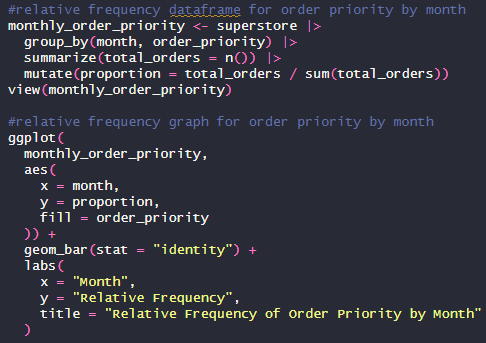 #relative frequency dataframe for order priority by month
monthly_order_priority <- superstore |>
  group_by(month, order_priority) |>
  summarize(total_orders = n()) |>
  mutate(proportion = total_orders / sum(total_orders))
view(monthly_order_priority)

#relative frequency graph for order priority by month
ggplot(
  monthly_order_priority,
  aes(
    x = month,
    y = proportion,
    fill = order_priority
  )) +
  geom_bar(stat = "identity") +
  labs(
    x = "Month",
    y = "Relative Frequency",
    title = "Relative Frequency of Order Priority by Month"
  )